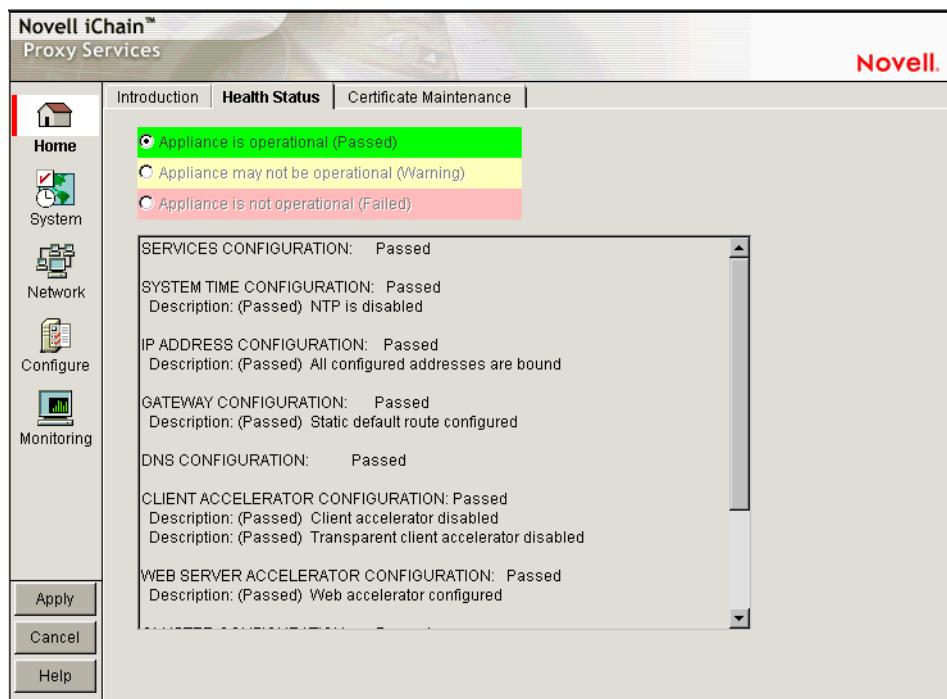 Novell iChain™
Proxy Services
Novell.
Introduction
Health Status
Certificate Maintenance
Home
System
Network
Configure
Monitoring
Apply
Cancel
Help
Appliance is operational (Passed)
Appliance may not be operational (Warning)
Appliance is not operational (Failed)
SERVICES CONFIGURATION: Passed
SYSTEM TIME CONFIGURATION: Passed
Description: (Passed) NTP is disabled
IP ADDRESS CONFIGURATION: Passed
Description: (Passed) All configured addresses are bound
GATEWAY CONFIGURATION: Passed
Description: (Passed) Static default route configured
DNS CONFIGURATION: Passed
CLIENT ACCELERATOR CONFIGURATION: Passed
Description: (Passed) Client accelerator disabled
Description: (Passed) Transparent client accelerator disabled
WEB SERVER ACCELERATOR CONFIGURATION: Passed
Description: (Passed) Web accelerator configured